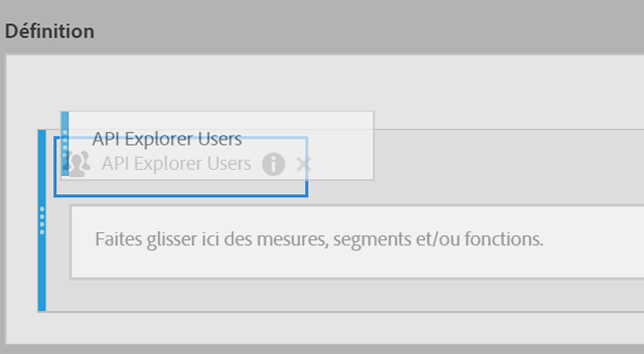 Définition
API Explorer Users
API Explorer Users
Faites glisser ici des mesures, segments et/ou fonctions.